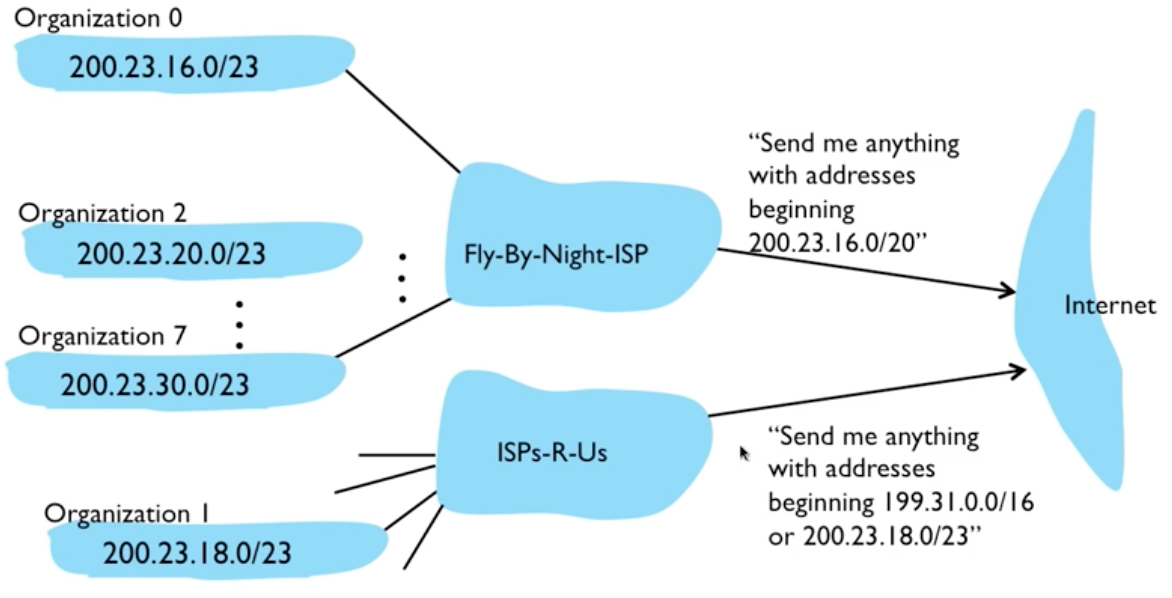 Organization 0
200.23.16.0/23
Organization 2
200.23.20.0/23
Organization 7
200.23.30.0/23
Fly-By-Night-ISP
“Send me anything
with addresses
beginning
200.23.16.0/20”
Internet
ISPs-R-Us
“Send me anything
with addresses
beginning 199.31.0.0/16
or 200.23.18.0/23”
Organization 1
200.23.18.0/23